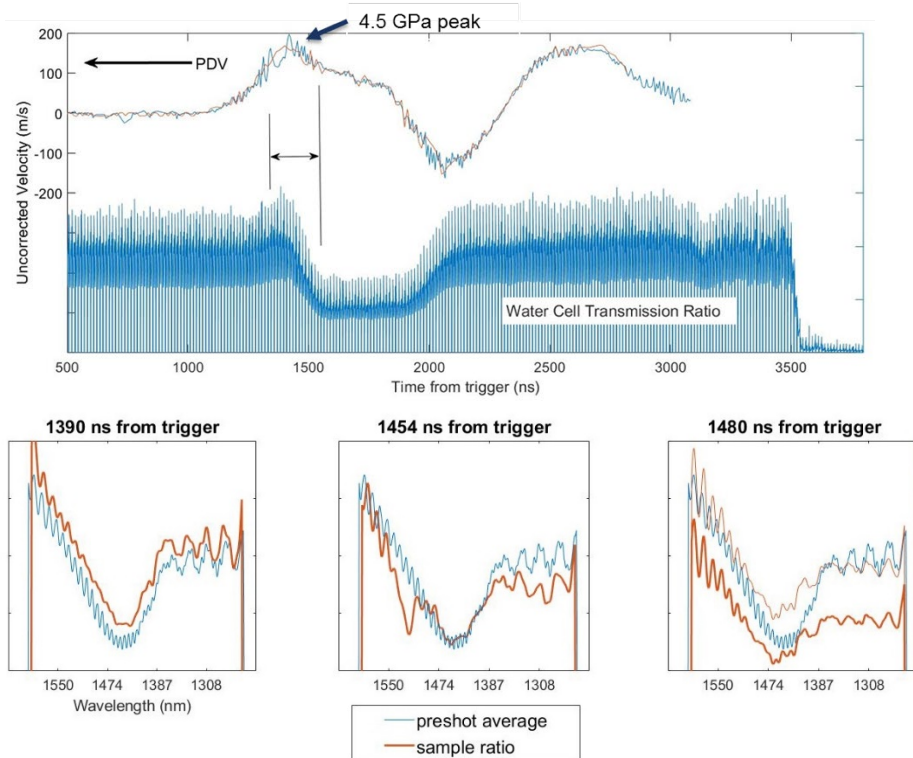 4.5 GPa peak
200
PDV
100
0
-100
-200
Uncorrected Velocity (m/s)
Water Cell Transmission Ratio
500 1000 1500 2000 2500 3000 3500
Time from trigger (ns)
1390 ns from trigger
1454 ns from trigger
1480 ns from trigger
1550 1474 1387 1308
1550 1474 1387 1308
1550 1474 1387 1308
Wavelength (nm)
preshot average
sample ratio